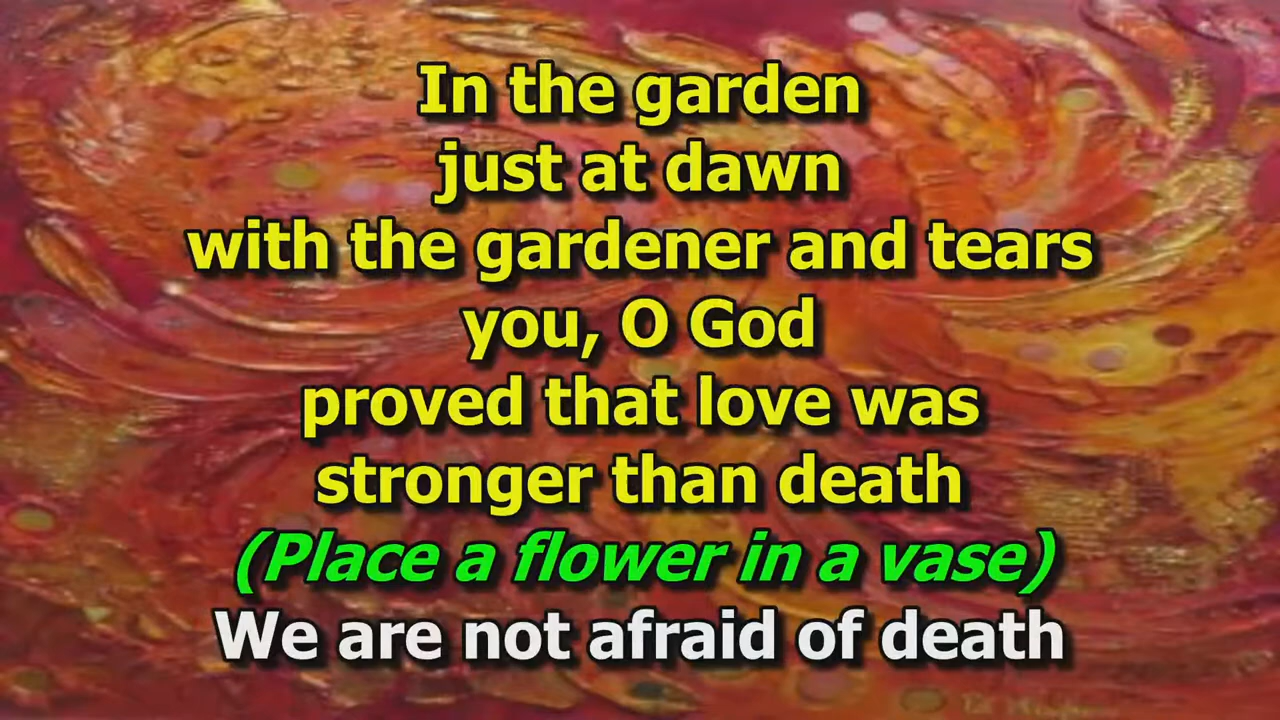 In the garden
just at dawn
with the gardener and tears
you, O God
proved that love was
stronger than death
(Place a flower in a vase)
We are not afraid of death